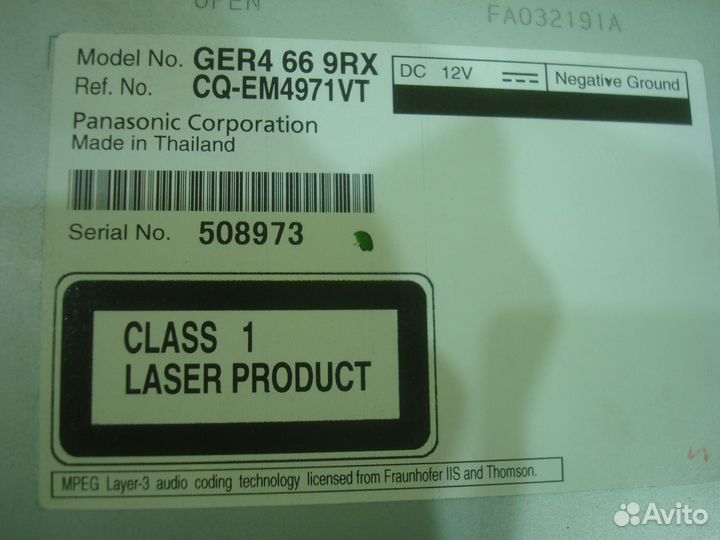 OPEN
FA032191A
Model No. GER4 66 9RX
Ref. No. CQ-EM4971VT
DC 12V
Negative Ground
Panasonic Corporation
Made in Thailand
Serial No. 508973
CLASS 1
LASER PRODUCT
MPEG Layer-3 audio coding technology licensed from Fraunhofer IIS and Thomson.
Avito